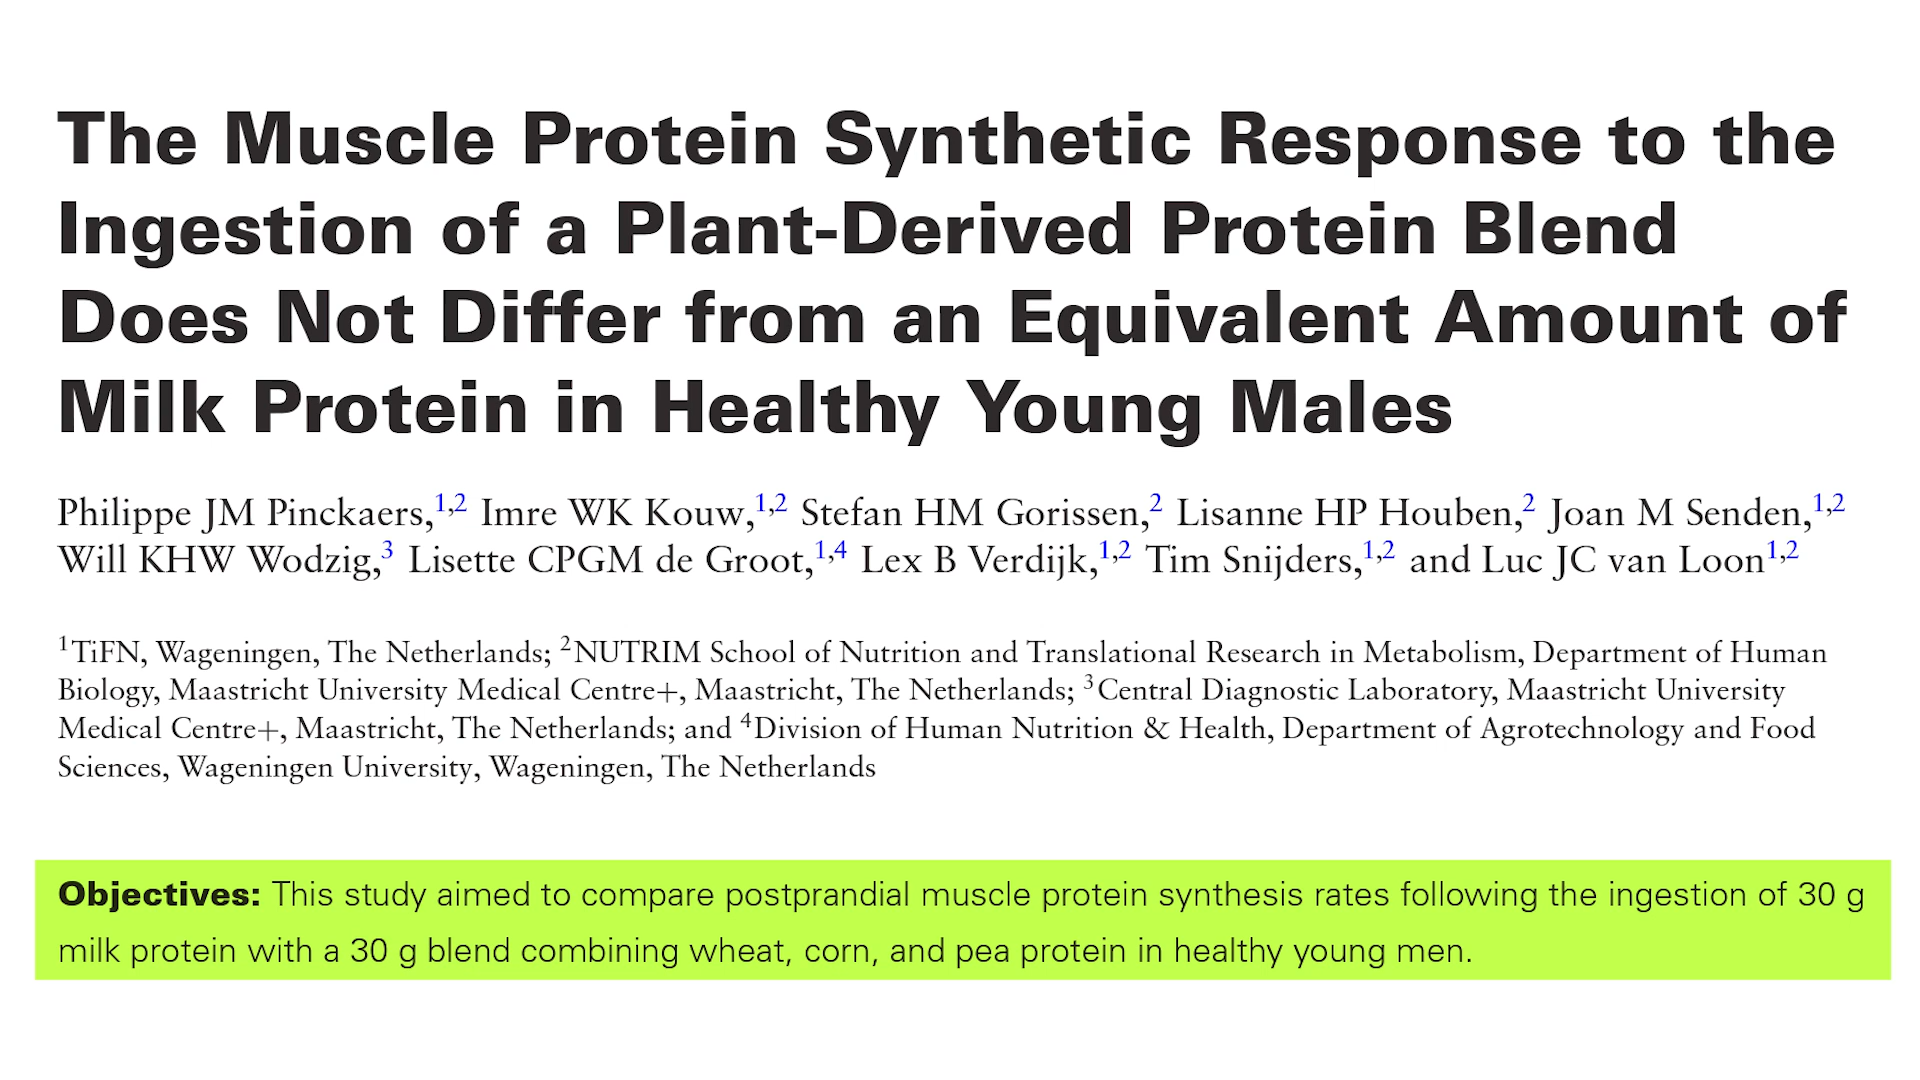 The Muscle Protein Synthetic Response to the
Ingestion of a Plant-Derived Protein Blend
Does Not Differ from an Equivalent Amount of
Milk Protein in Healthy Young Males
Philippe JM Pinckaers,1,2 Imre WK Kouw,1,2 Stefan HM Gorissen,2 Lisanne HP Houben,2 Joan M Senden,1,2
Will KHW Wodzig,3 Lisette CPGM de Groot,1,4 Lex B Verdijk,1,2 Tim Snijders,1,2 and Luc JC van Loon1,2
1TiFN, Wageningen, The Netherlands; 2NUTRIM School of Nutrition and Translational Research in Metabolism, Department of Human
Biology, Maastricht University Medical Centre+, Maastricht, The Netherlands; 3Central Diagnostic Laboratory, Maastricht University
Medical Centre+, Maastricht, The Netherlands; and 4Division of Human Nutrition & Health, Department of Agrotechnology and Food
Sciences, Wageningen University, Wageningen, The Netherlands
Objectives: This study aimed to compare postprandial muscle protein synthesis rates following the ingestion of 30 g
milk protein with a 30 g blend combining wheat, corn, and pea protein in healthy young men.